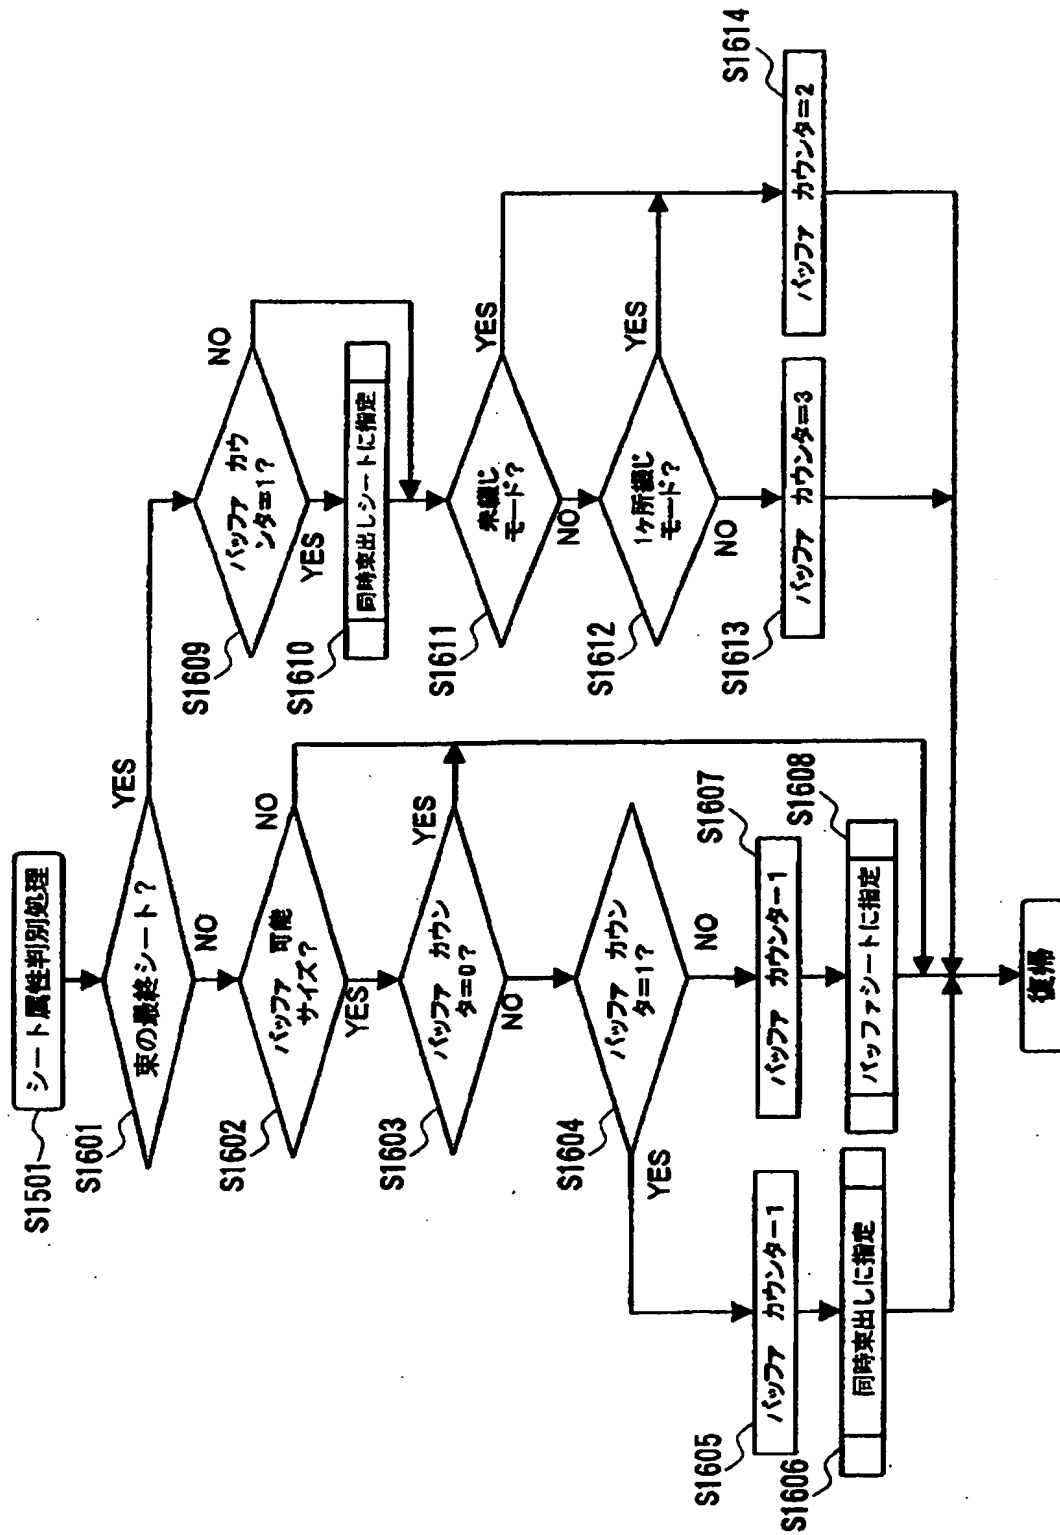 S1501
シート属性判別処理
S1601
束の最終シート?
YES
NO
S1602
バッファ 可能
サイズ?
NO
YES
S1603
バッファ カウン
タ=0?
YES
NO
S1604
バッファ カウン
タ=1?
YES
NO
S1605
バッファ カウンタ-1
S1606
同時束出しに指定
S1607
バッファ カウンタ-1
S1608
バッファシートに指定
S1609
バッファ カウ
ンタ=1?
NO
YES
S1610
同時束出しシートに指定
S1611
未綴じ
モード?
YES
NO
S1612
1ヶ所綴じ
モード?
YES
NO
S1613
バッファ カウンタ=3
S1614
バッファ カウンタ=2
復帰